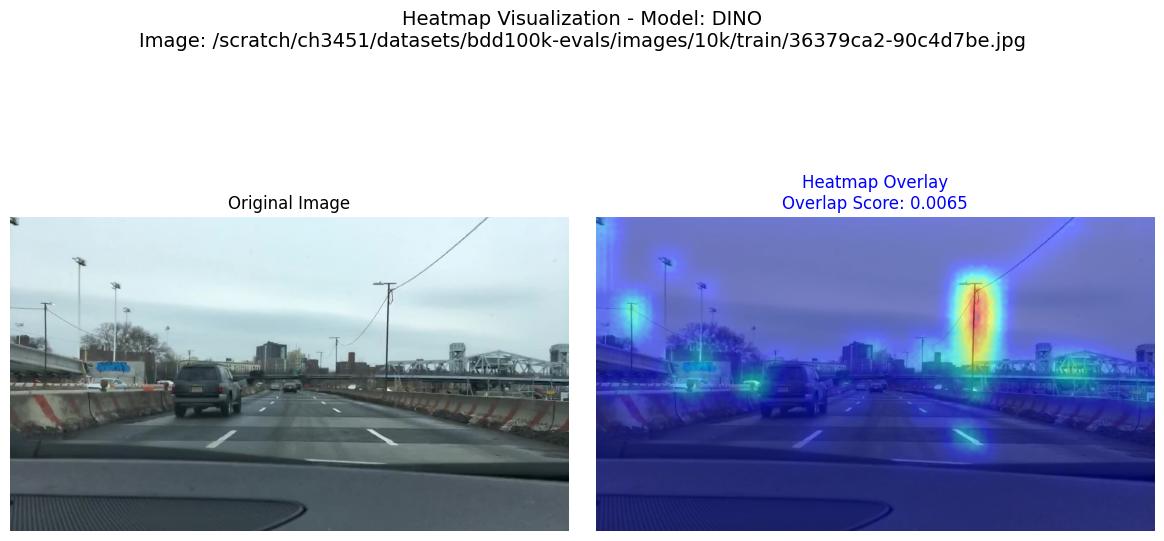 Heatmap Visualization - Model: DINO
Image: /scratch/ch3451/datasets/bdd100k-evals/images/10k/train/36379ca2-90c4d7be.jpg
Original Image
Heatmap Overlay
Overlap Score: 0.0065